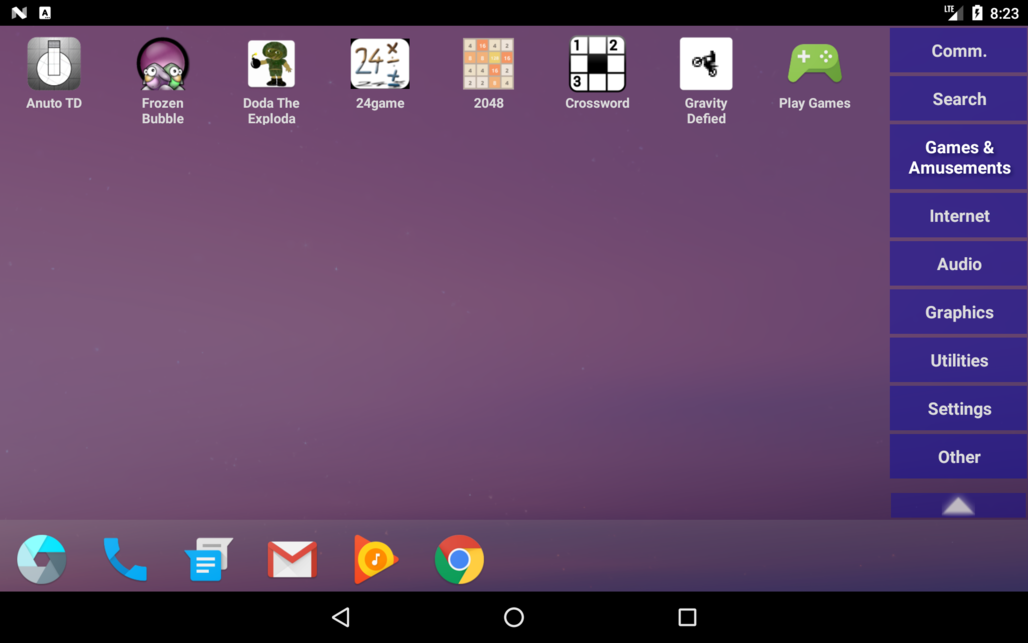 LTE
8:23
Anuto TD
Frozen
Bubble
Doda The
Exploda
24game
2048
Crossword
Gravity
Defied
Play Games
Comm.
Search
Games &
Amusements
Internet
Audio
Graphics
Utilities
Settings
Other